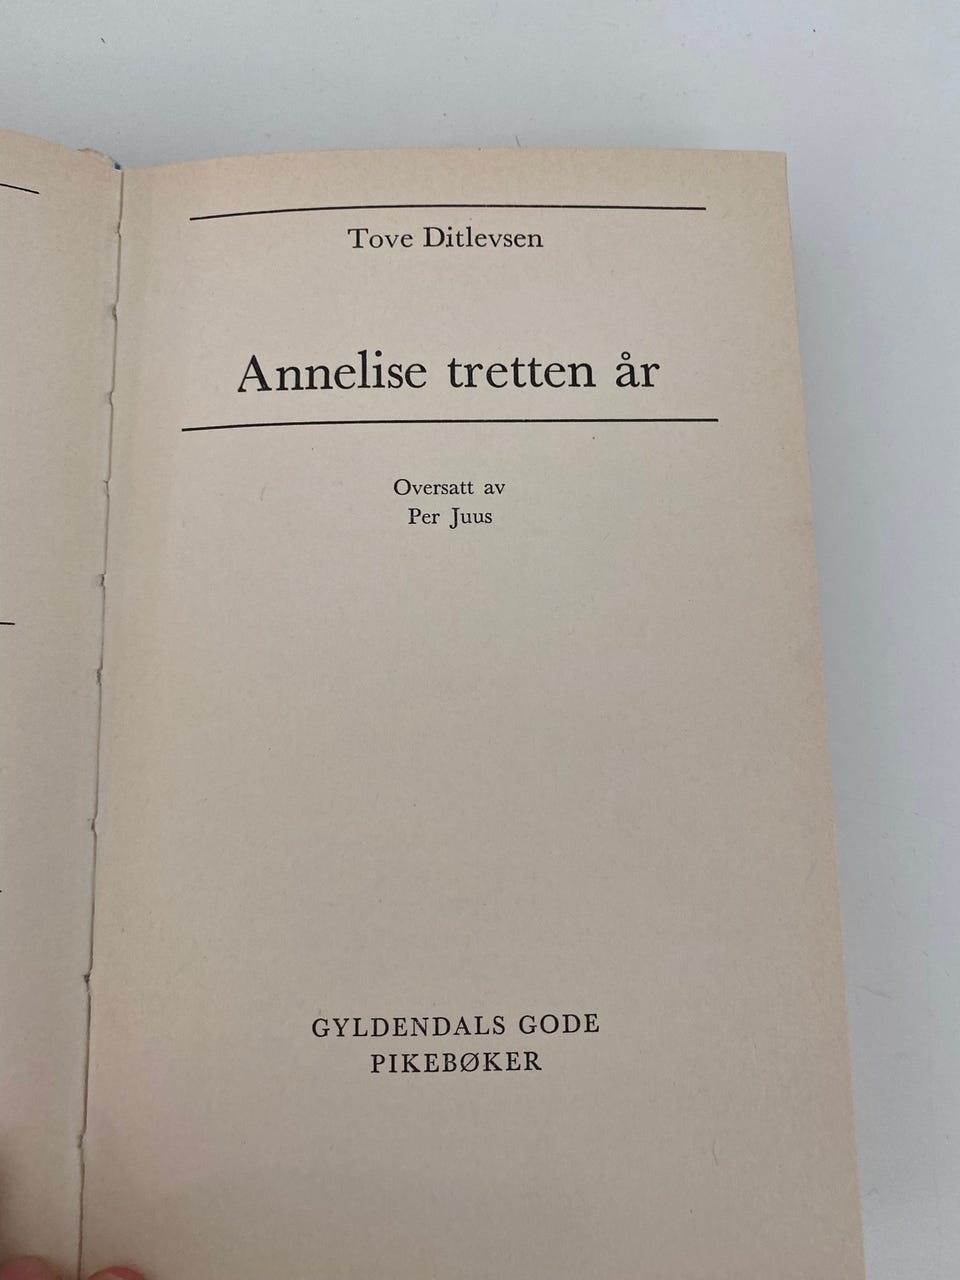 Tove Ditlevsen
Annelise tretten år
Oversatt av
Per Juus
GYLDENDALS GODE
PIKEBØKER